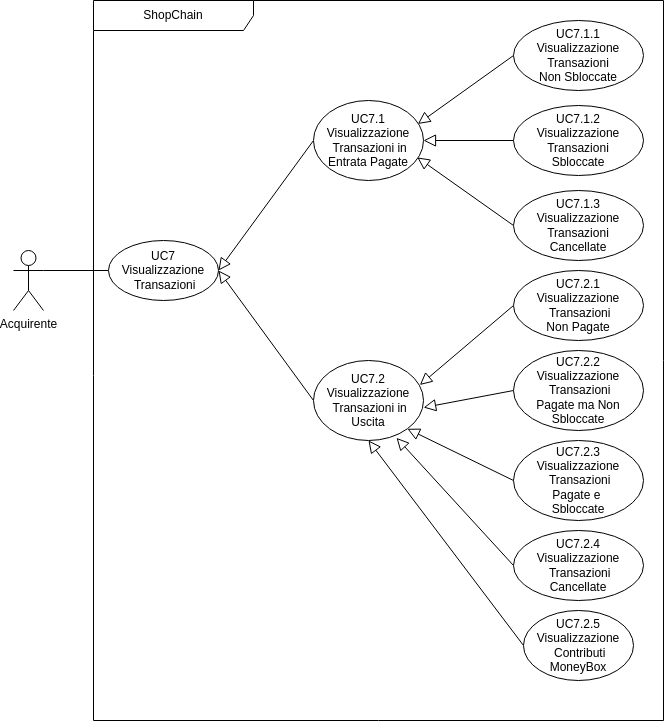 ShopChain
UC7.1.1
Visualizzazione
Transazioni
Non Sbloccate
UC7.1
Visualizzazione
Transazioni in
Entrata Pagate
UC7.1.2
Visualizzazione
Transazioni
Sbloccate
UC7.1.3
Visualizzazione
Transazioni
Cancellate
UC7
Visualizzazione
Transazioni
Acquirente
UC7.2.1
Visualizzazione
Transazioni
Non Pagate
UC7.2
Visualizzazione
Transazioni in
Uscita
UC7.2.2
Visualizzazione
Transazioni
Pagate ma Non
Sbloccate
UC7.2.3
Visualizzazione
Transazioni
Pagate e
Sbloccate
UC7.2.4
Visualizzazione
Transazioni
Cancellate
UC7.2.5
Visualizzazione
Contributi
MoneyBox